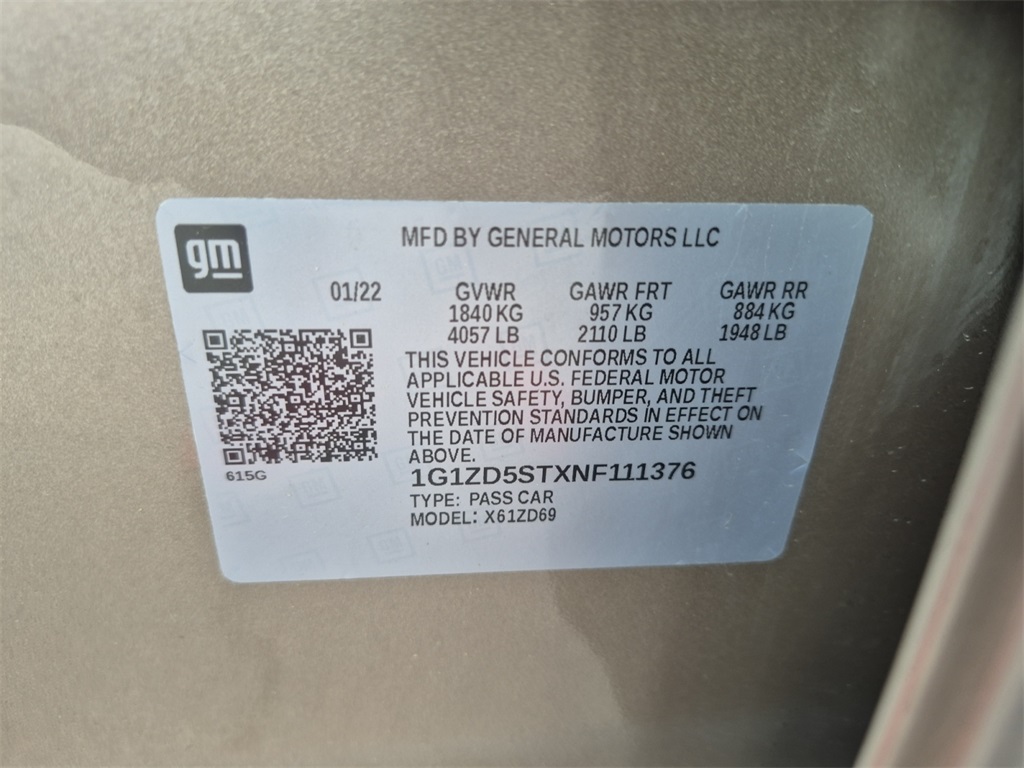 gm
MFD BY GENERAL MOTORS LLC
01/22 GVWR GAWR FRT GAWR RR
1840 KG 957 KG 884 KG
4057 LB 2110 LB 1948 LB
THIS VEHICLE CONFORMS TO ALL
APPLICABLE U.S. FEDERAL MOTOR
VEHICLE SAFETY, BUMPER, AND THEFT
PREVENTION STANDARDS IN EFFECT ON
THE DATE OF MANUFACTURE SHOWN
ABOVE.
615G
1G1ZD5STXNF111376
TYPE: PASS CAR
MODEL: X61ZD69